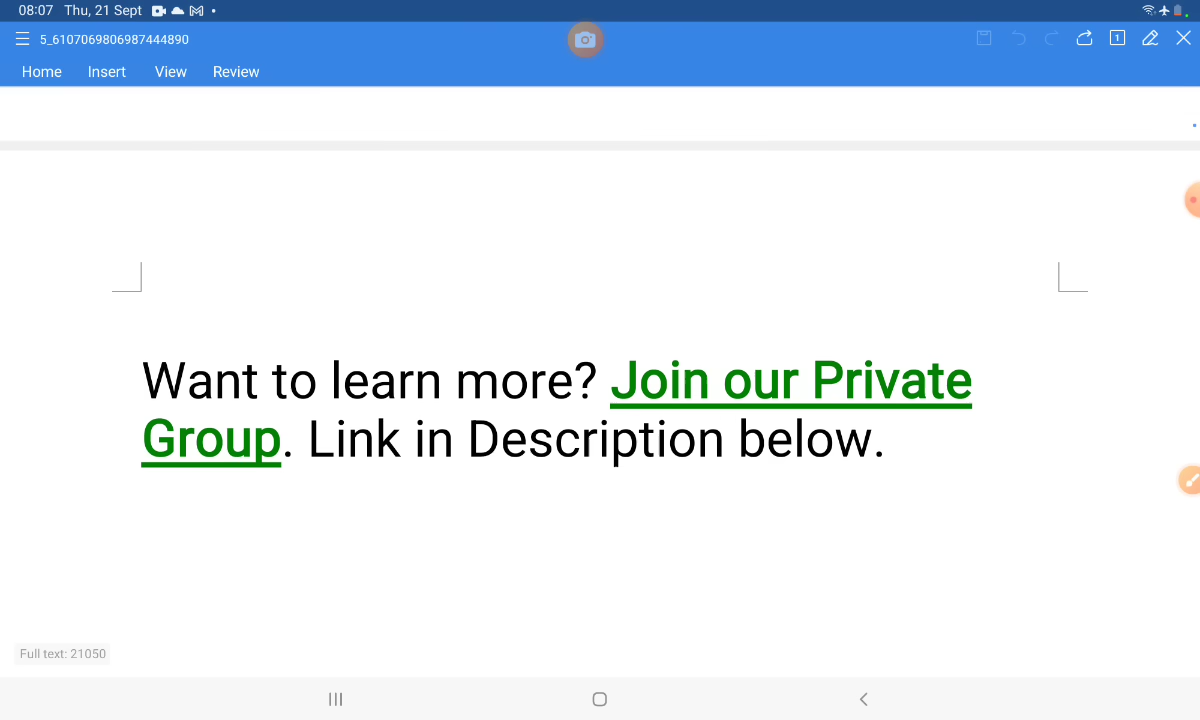 08:07 Thu, 21 Sept
5_6107069806987444890
1
Home Insert View Review
Want to learn more? Join our Private
Group. Link in Description below.
Full text: 21050